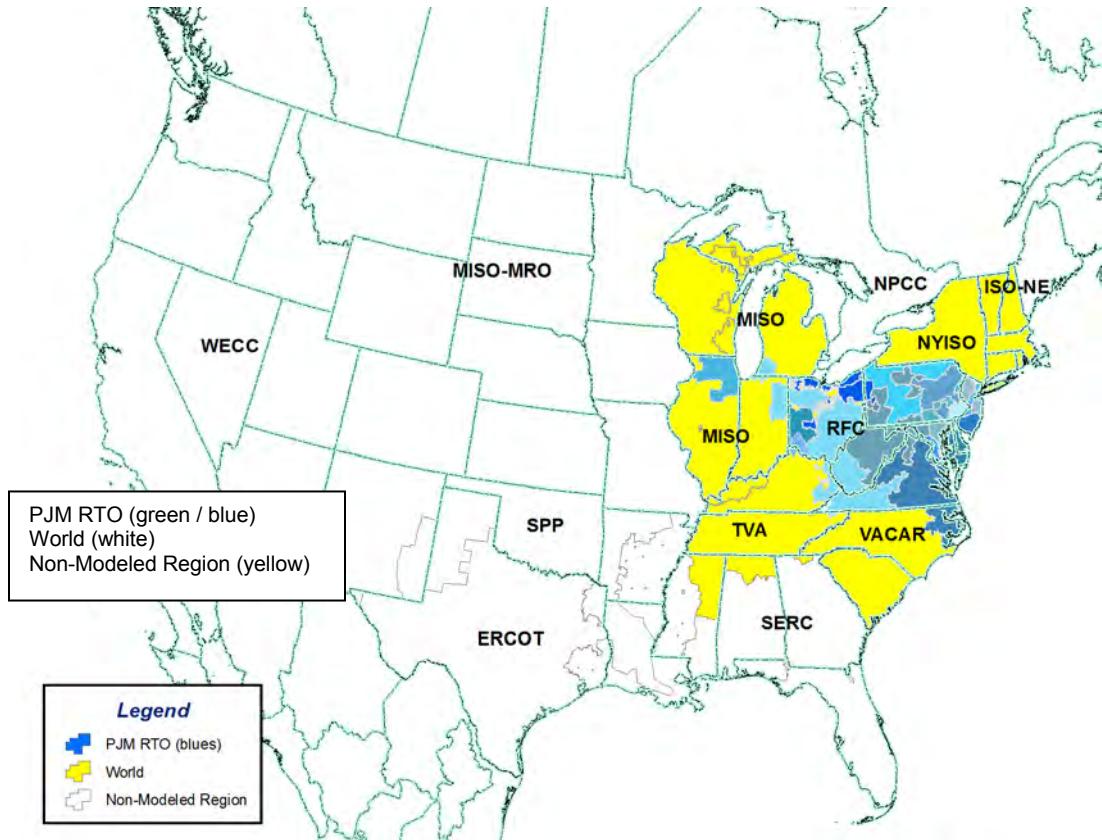 NPCC
ISO-NE
MISO-MRO
MISO
NYISO
WECC
RFC
MISO
PJM RTO (green / blue)
World (white)
Non-Modeled Region (yellow)
SPP
TVA
VACAR
SERC
ERCOT
Legend
PJM RTO (blues)
World
Non-Modeled Region